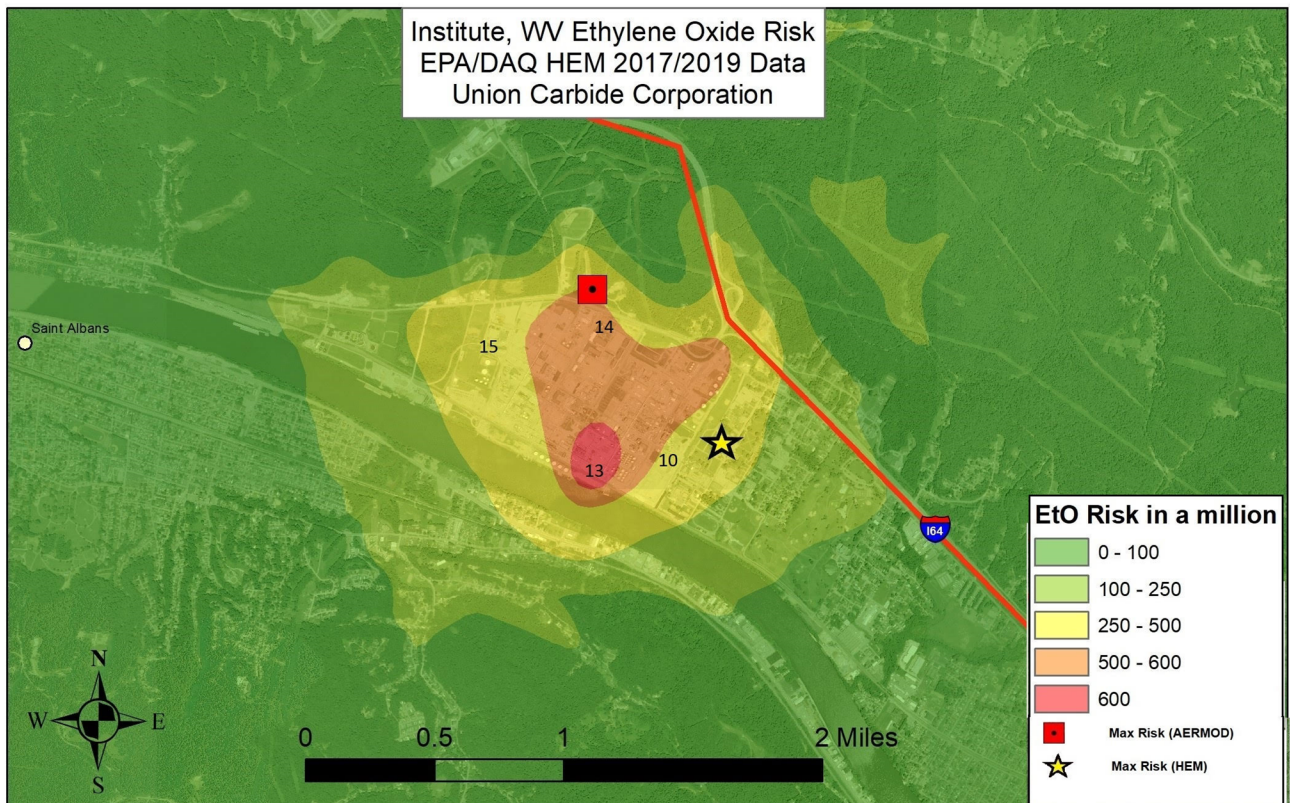 Institute, WV Ethylene Oxide Risk
EPA/DAQ HEM 2017/2019 Data
Union Carbide Corporation
Saint Albans
14
15
13
10
I64
N
W
E
S
0 0.5 1 2 Miles
EtO Risk in a million
0 - 100
100 - 250
250 - 500
500 - 600
600
Max Risk (AERMOD)
Max Risk (HEM)